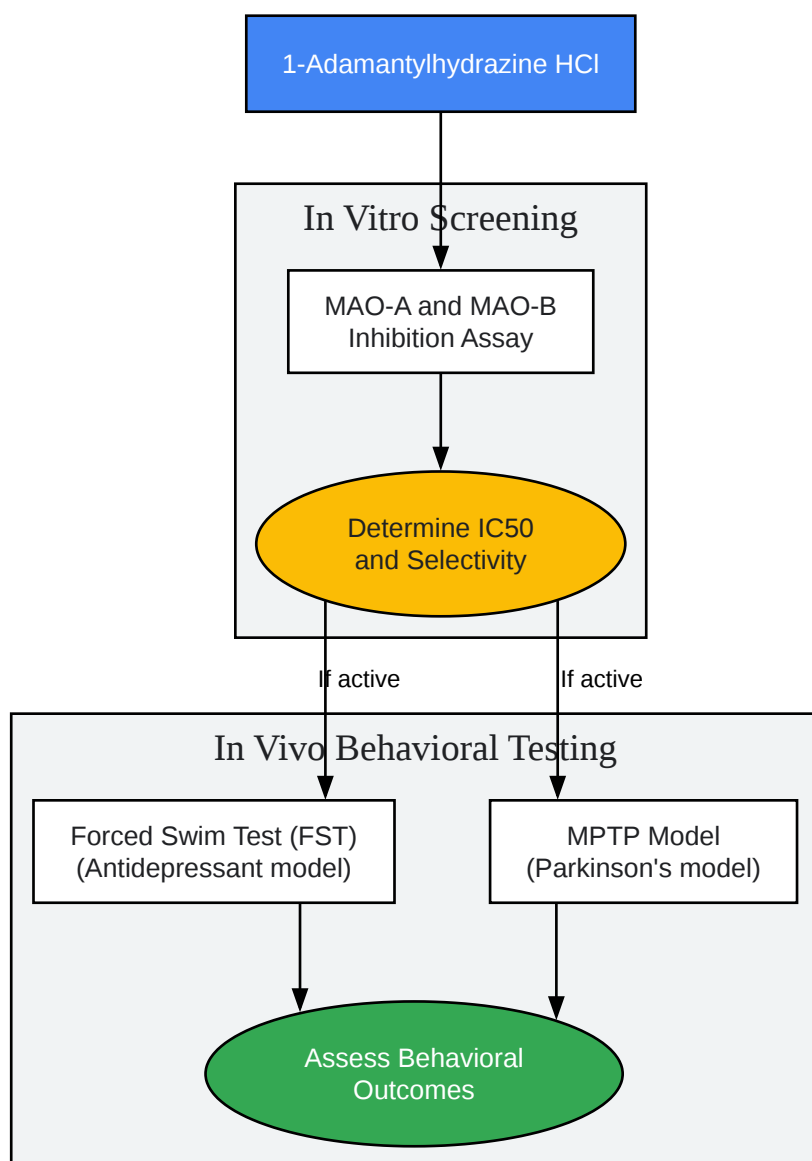 1-Adamantylhydrazine HCl
In Vitro Screening
MAO-A and MAO-B
Inhibition Assay
Determine IC50
and Selectivity
If active
If active
In Vivo Behavioral Testing
Forced Swim Test (FST)
(Antidepressant model)
MPTP Model
(Parkinson's model)
Assess Behavioral
Outcomes